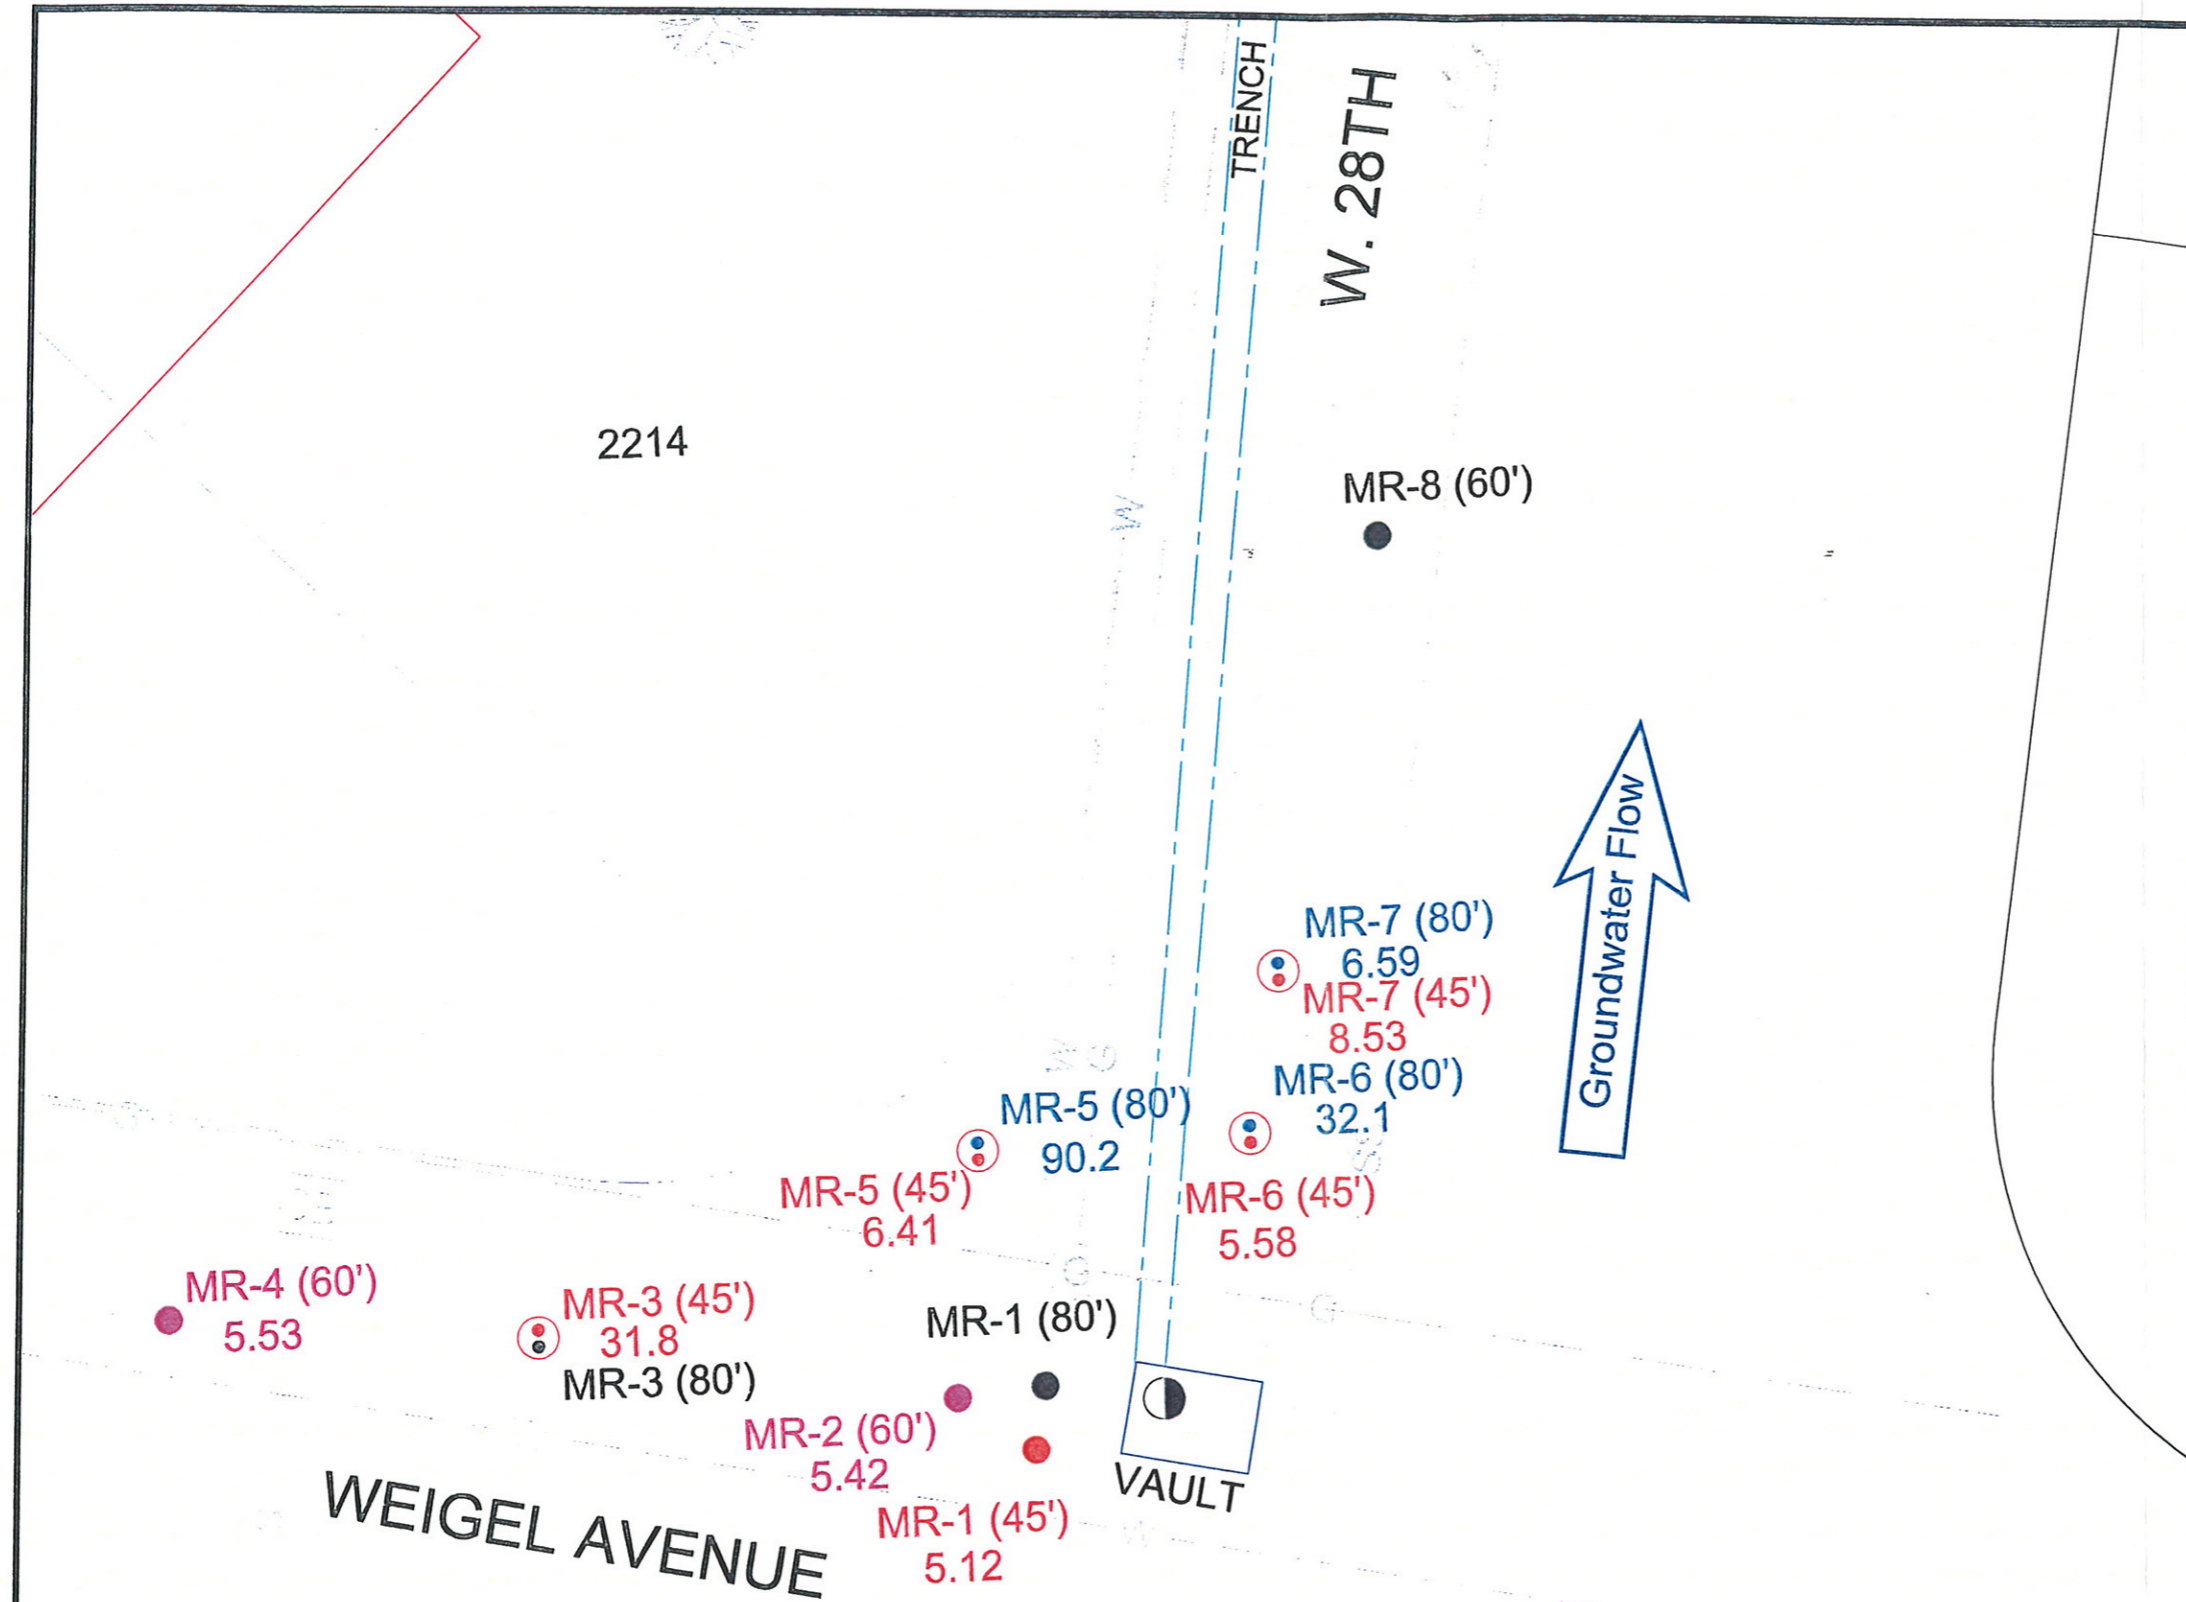 TRENCH
W. 28TH
2214
MR-8 (60')
W
Groundwater Flow
MR-7 (80')
6.59
MR-7 (45')
8.53
MR-6 (80')
32.1
MR-5 (80')
90.2
MR-5 (45')
6.41
MR-6 (45')
5.58
G
W
G
SS
G
G
MR-4 (60')
5.53
MR-3 (45')
31.8
MR-3 (80')
MR-1 (80')
MR-2 (60')
5.42
MR-1 (45')
5.12
VAULT
WEIGEL AVENUE